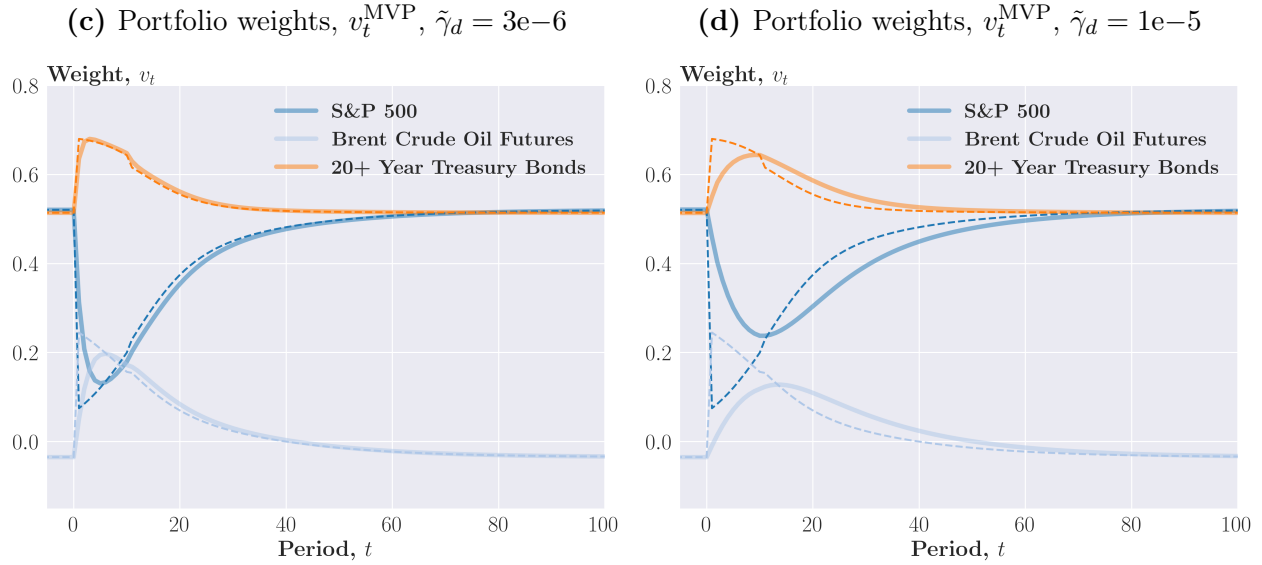 (c) Portfolio weights, v_t^MVP, γ̃_d = 3e−6
Weight, v_t
0.8
0.6
0.4
0.2
0.0
S&P 500
Brent Crude Oil Futures
20+ Year Treasury Bonds
0 20 40 60 80 100
Period, t
(d) Portfolio weights, v_t^MVP, γ̃_d = 1e−5
Weight, v_t
0.8
0.6
0.4
0.2
0.0
S&P 500
Brent Crude Oil Futures
20+ Year Treasury Bonds
0 20 40 60 80 100
Period, t